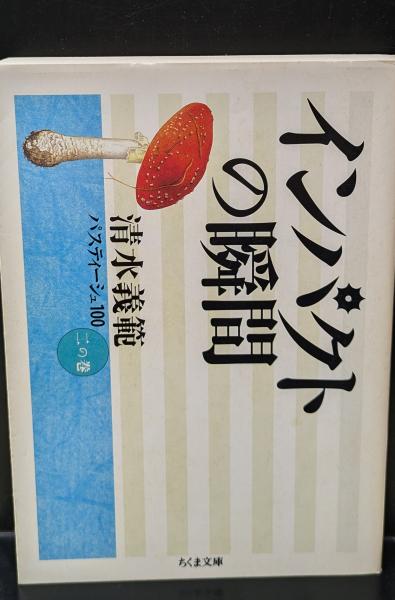 インパクト
の瞬間
清水義範
パスティーシュ100
二の巻
ちくま文庫